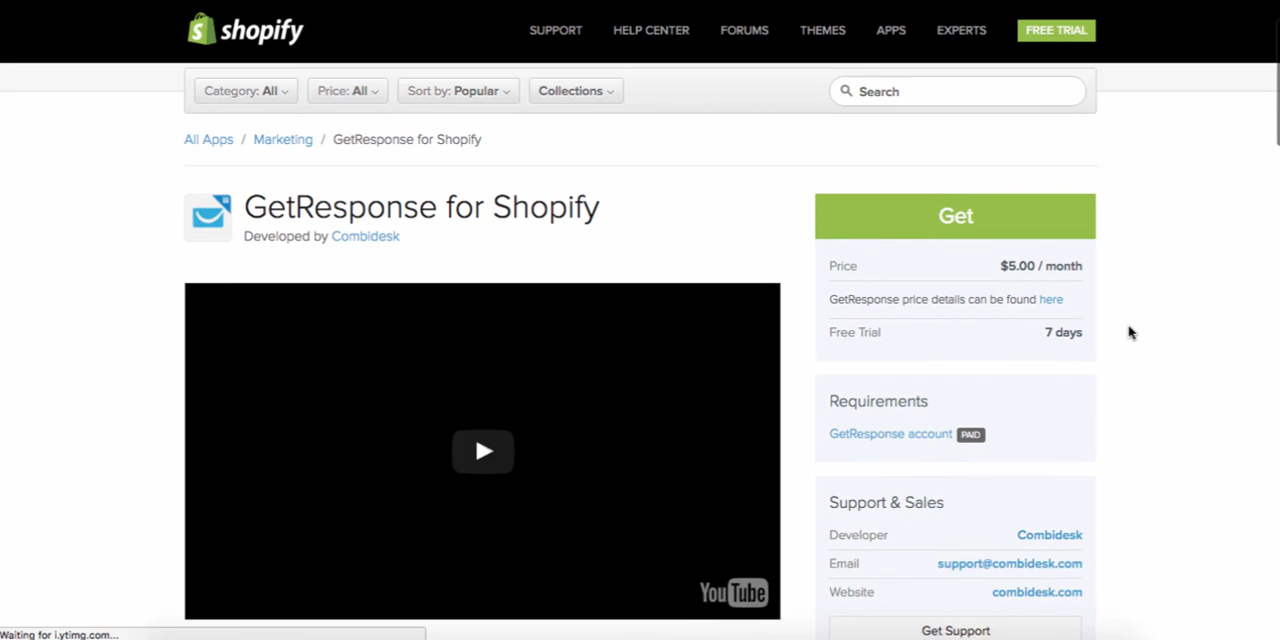 shopify
SUPPORT HELP CENTER FORUMS THEMES APPS EXPERTS FREE TRIAL
Category: All Price: All Sort by: Popular Collections Search
All Apps / Marketing / GetResponse for Shopify
GetResponse for Shopify
Developed by Combidesk
YouTube
Get
Price $5.00 / month
GetResponse price details can be found here
Free Trial 7 days
Requirements
GetResponse account PAID
Support & Sales
Developer Combidesk
Email support@combidesk.com
Website combidesk.com
Get Support
Waiting for i.ytimg.com...